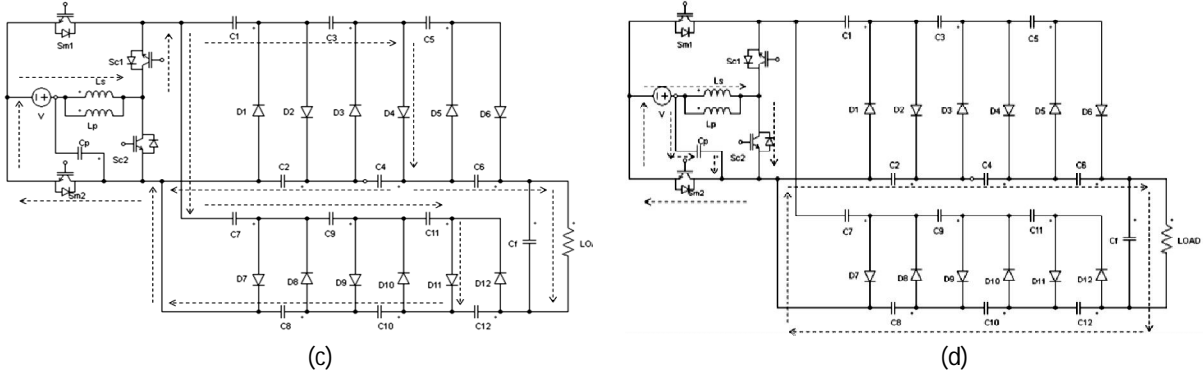 Sm1
C1 C3 C5
Sc1
Ls
V
Lp
D1 D2 D3 D4 D5 D6
Sc2
Cp
C2 C4 C6
Sm2
C7 C9 C11
Cf
D7 D8 D9 D10 D11 D12
C8 C10 C12
(c)
Sm1
C1 C3 C5
Sc1
Ls
V
Lp
D1 D2 D3 D4 D5 D6
Sc2
Cp
C2 C4 C6
Sm2
C7 C9 C11
Cf
LOAD
D7 D8 D9 D10 D11 D12
C8 C10 C12
(d)